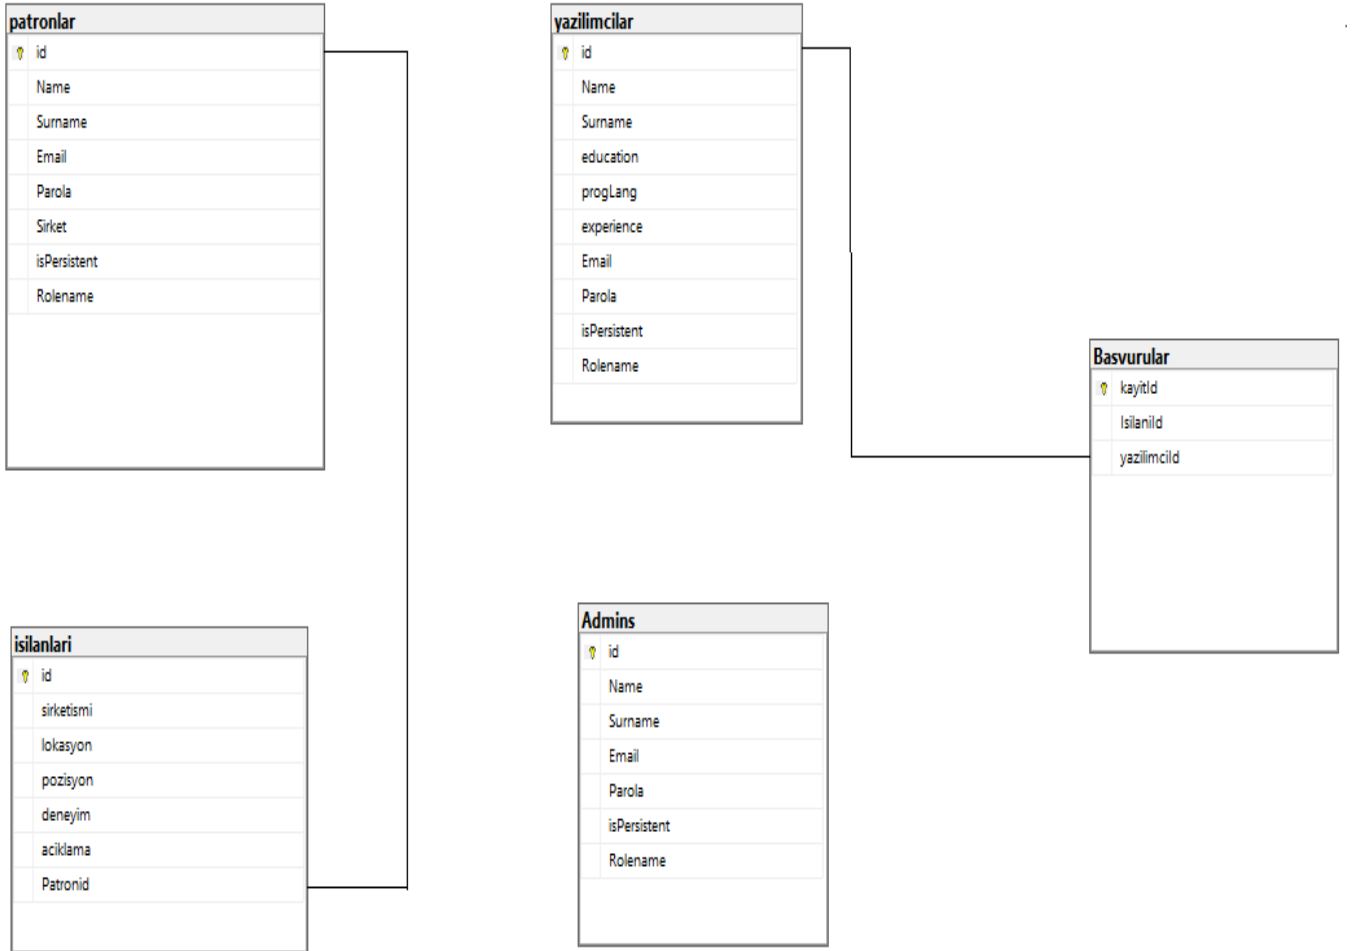 patronlar
id
Name
Surname
Email
Parola
Sirket
isPersistent
Rolename
yazilimcilar
id
Name
Surname
education
progLang
experience
Email
Parola
isPersistent
Rolename
Basvurular
kayitId
IsilaniId
yazilimciId
isilanlari
id
sirketismi
lokasyon
pozisyon
deneyim
aciklama
Patronid
Admins
id
Name
Surname
Email
Parola
isPersistent
Rolename